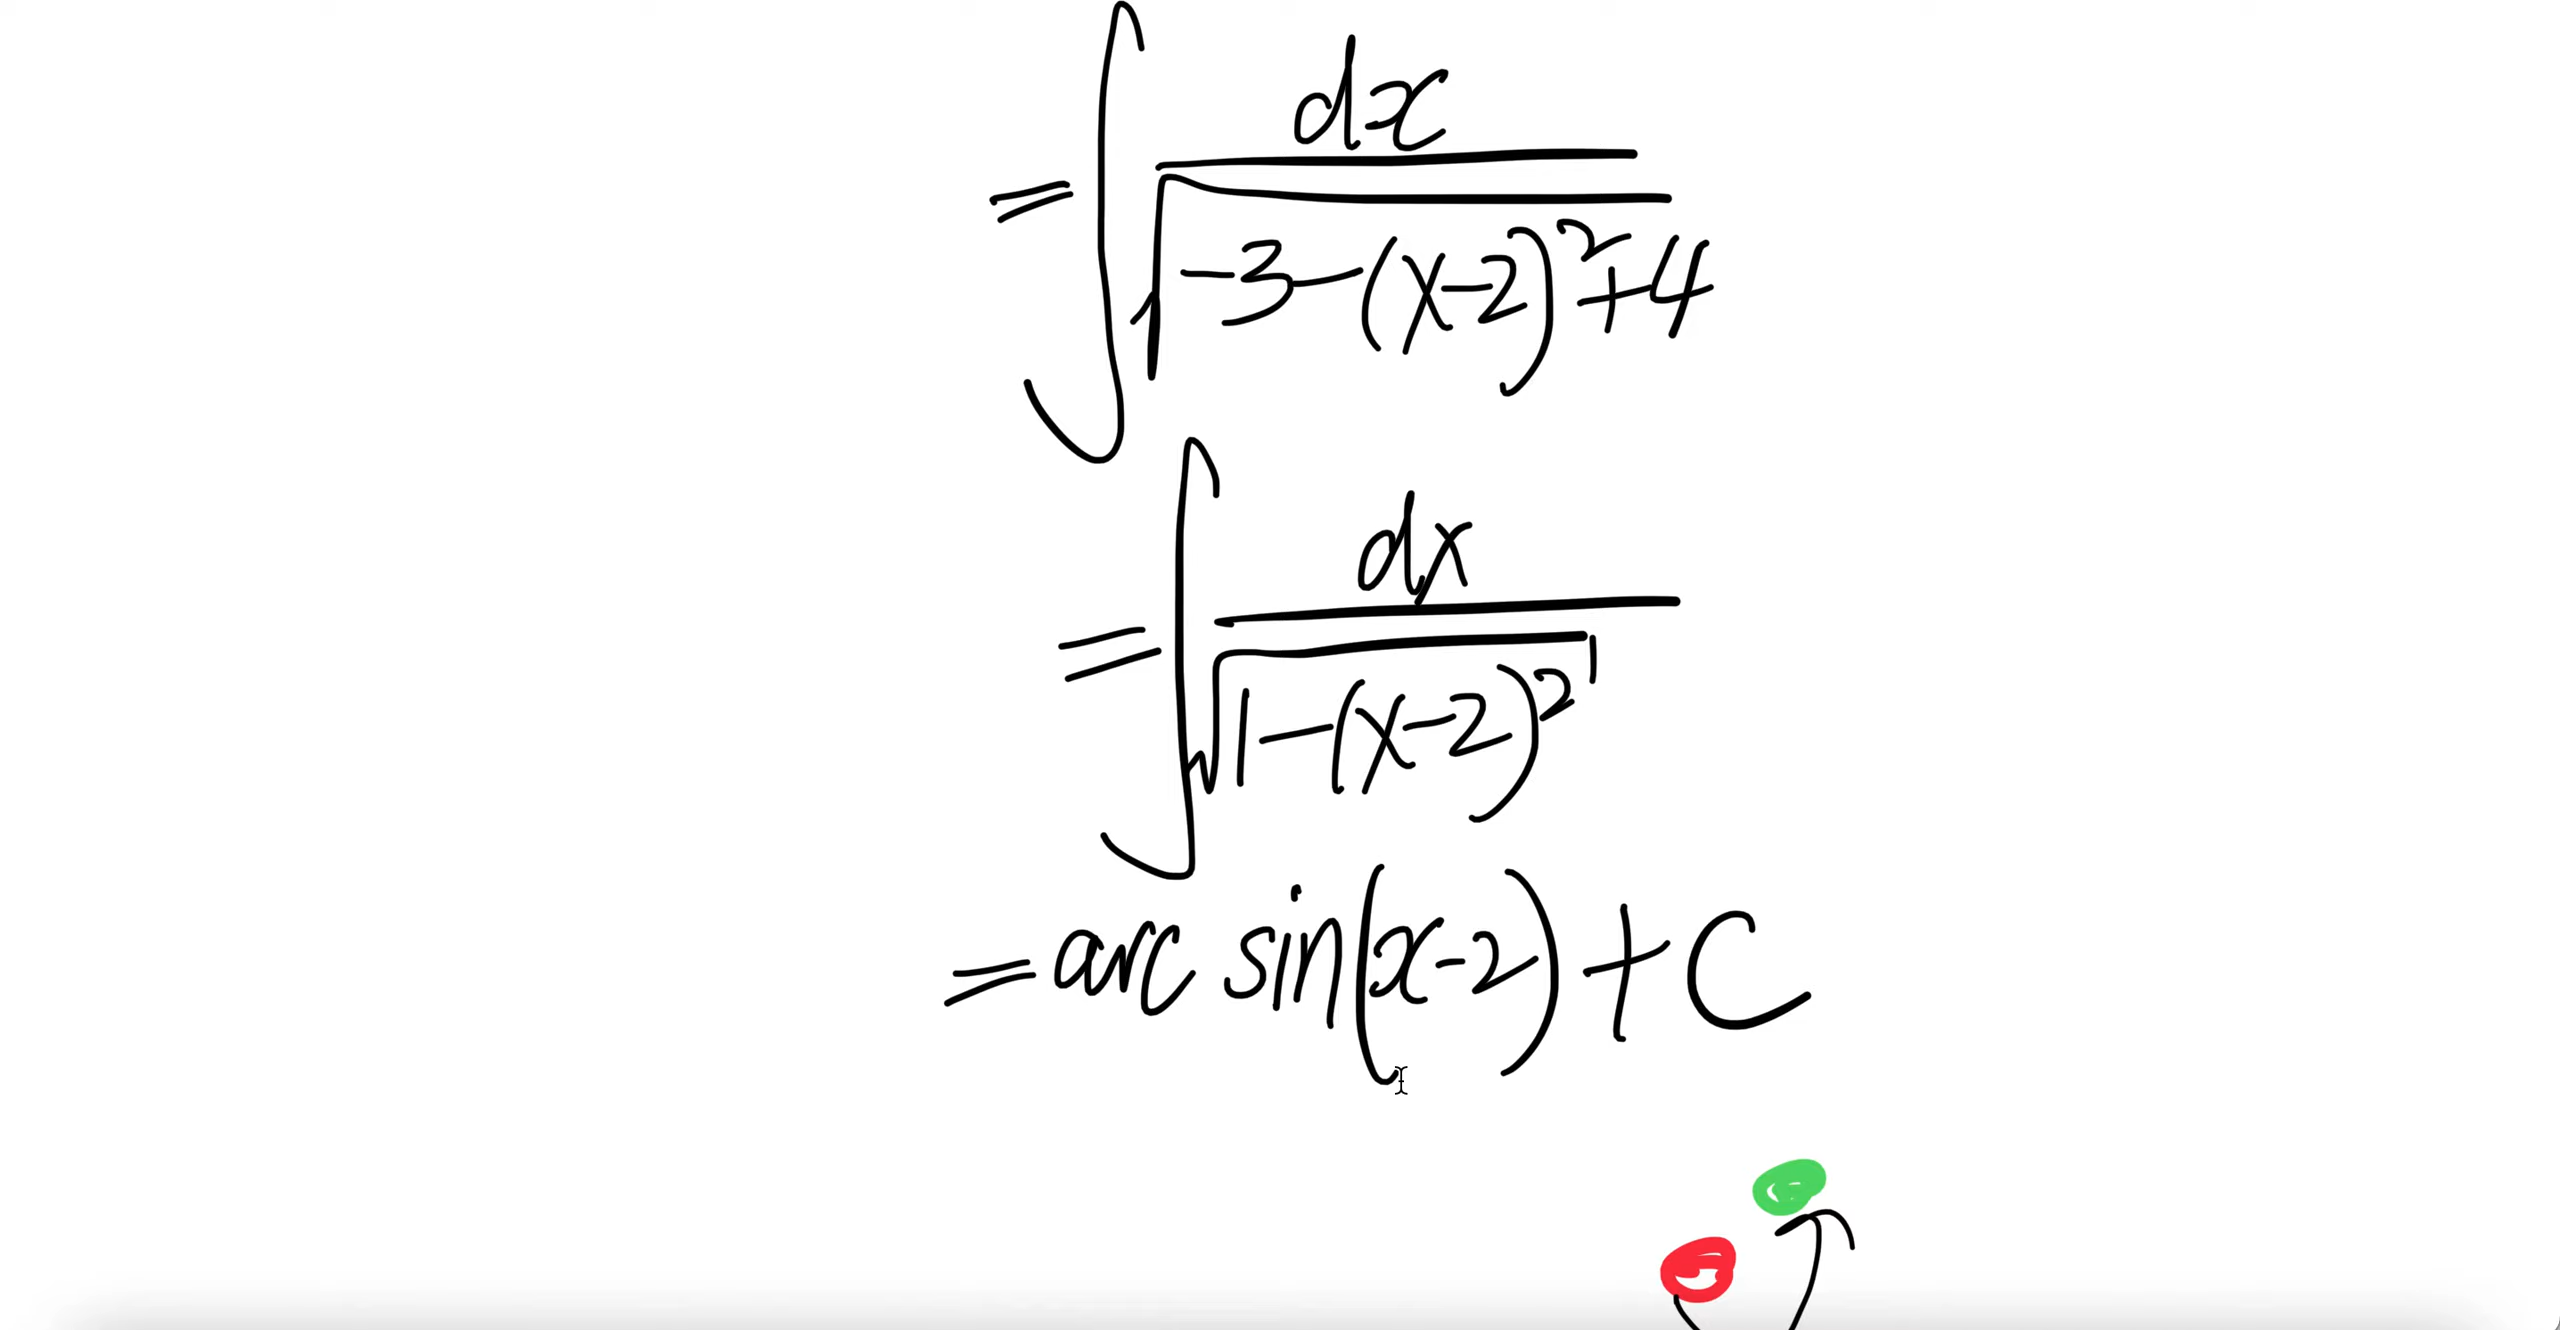 = ∫ dx / √(-3-(x-2)²+4)
= ∫ dx / √(1-(x-2)²)
= arc sin(x-2) + C